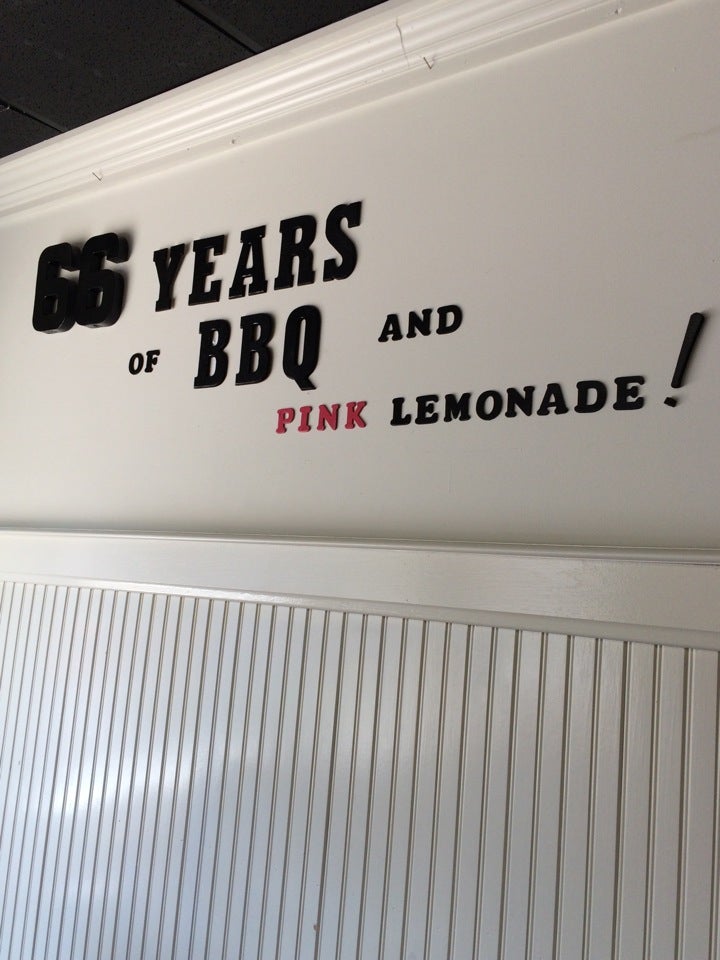 66 YEARS
OF BBQ AND
PINK LEMONADE!